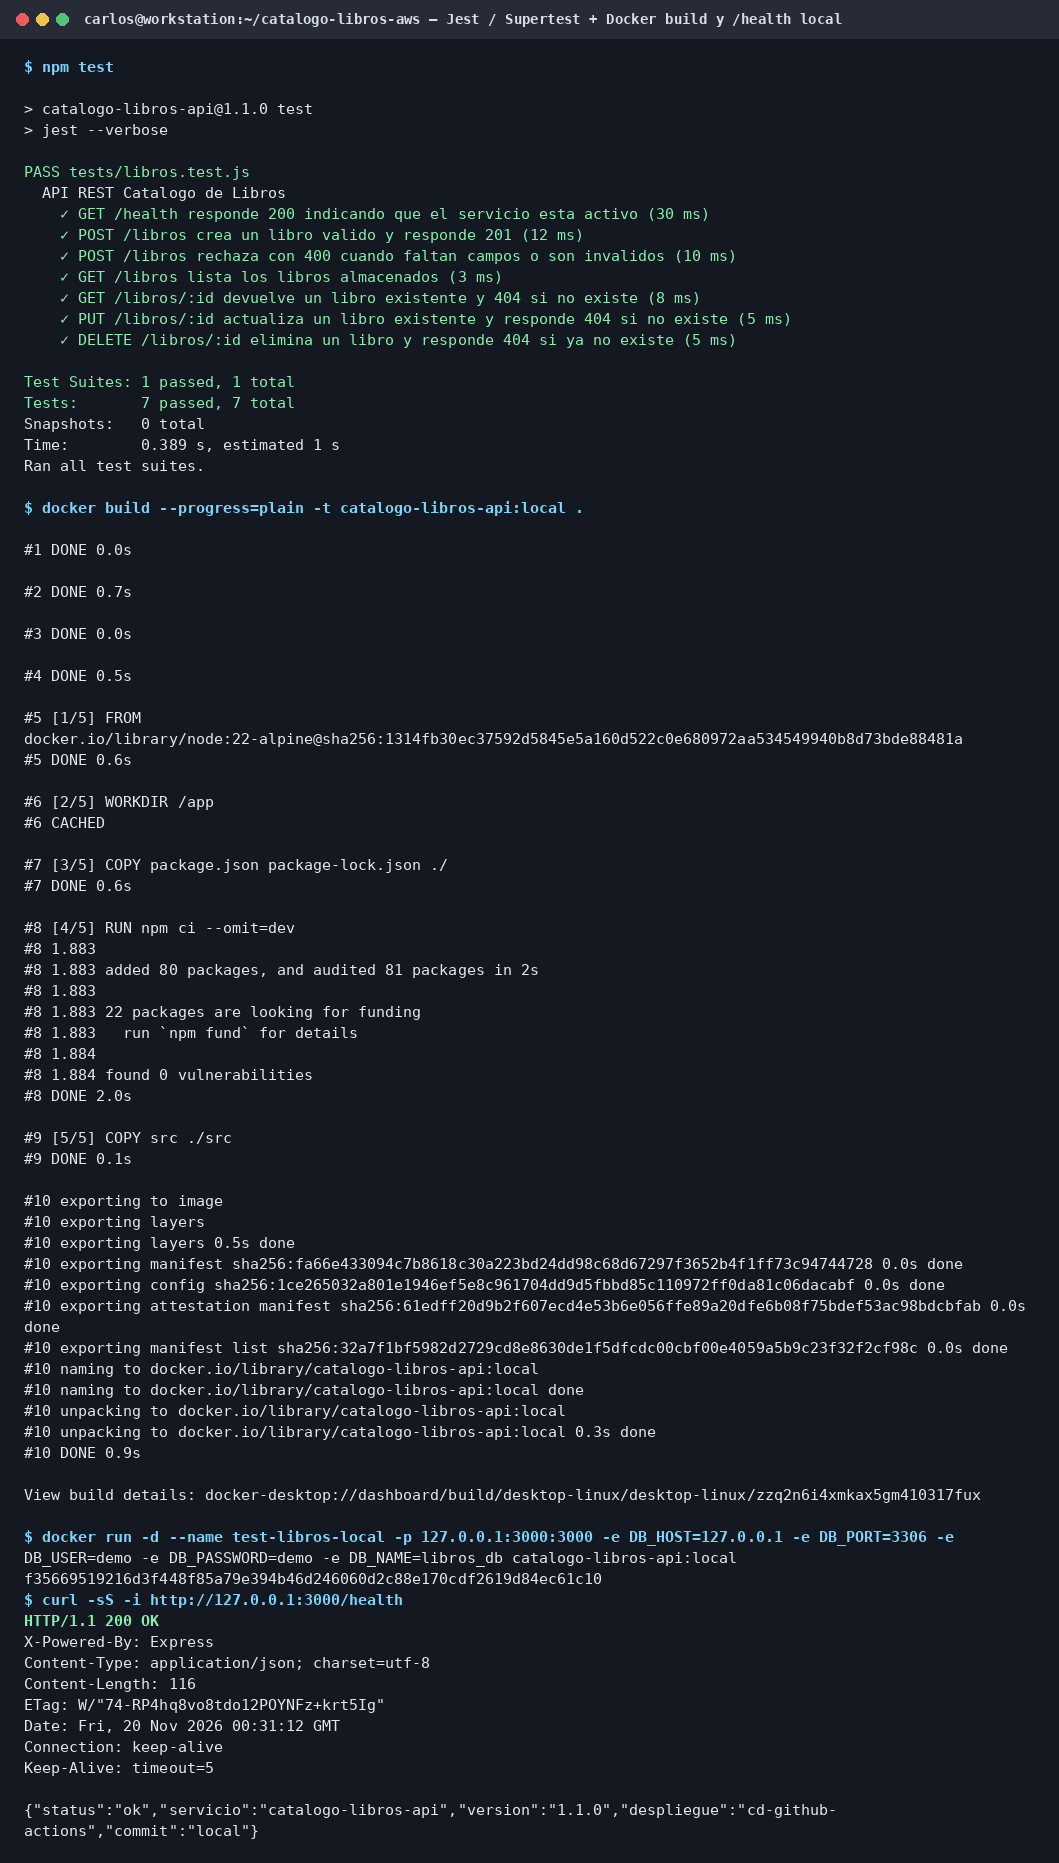 carlos@workstation:~/catalogo-libros-aws — Jest / Supertest + Docker build y /health local
$ npm test
> catalogo-libros-api@1.1.0 test
> jest --verbose
PASS tests/libros.test.js
API REST Catalogo de Libros
✓ GET /health responde 200 indicando que el servicio esta activo (30 ms)
✓ POST /libros crea un libro valido y responde 201 (12 ms)
✓ POST /libros rechaza con 400 cuando faltan campos o son invalidos (10 ms)
✓ GET /libros lista los libros almacenados (3 ms)
✓ GET /libros/:id devuelve un libro existente y 404 si no existe (8 ms)
✓ PUT /libros/:id actualiza un libro existente y responde 404 si no existe (5 ms)
✓ DELETE /libros/:id elimina un libro y responde 404 si ya no existe (5 ms)
Test Suites: 1 passed, 1 total
Tests:       7 passed, 7 total
Snapshots:   0 total
Time:        0.389 s, estimated 1 s
Ran all test suites.
$ docker build --progress=plain -t catalogo-libros-api:local .
#1 DONE 0.0s
#2 DONE 0.7s
#3 DONE 0.0s
#4 DONE 0.5s
#5 [1/5] FROM
docker.io/library/node:22-alpine@sha256:1314fb30ec37592d5845e5a160d522c0e680972aa534549940b8d73bde88481a
#5 DONE 0.6s
#6 [2/5] WORKDIR /app
#6 CACHED
#7 [3/5] COPY package.json package-lock.json ./
#7 DONE 0.6s
#8 [4/5] RUN npm ci --omit=dev
#8 1.883
#8 1.883 added 80 packages, and audited 81 packages in 2s
#8 1.883
#8 1.883 22 packages are looking for funding
#8 1.883   run `npm fund` for details
#8 1.884
#8 1.884 found 0 vulnerabilities
#8 DONE 2.0s
#9 [5/5] COPY src ./src
#9 DONE 0.1s
#10 exporting to image
#10 exporting layers
#10 exporting layers 0.5s done
#10 exporting manifest sha256:fa66e433094c7b8618c30a223bd24dd98c68d67297f3652b4f1ff73c94744728 0.0s done
#10 exporting config sha256:1ce265032a801e1946ef5e8c961704dd9d5fbbd85c110972ff0da81c06dacabf 0.0s done
#10 exporting attestation manifest sha256:61edff20d9b2f607ecd4e53b6e056ffe89a20dfe6b08f75bdef53ac98bdcbfab 0.0s
done
#10 exporting manifest list sha256:32a7f1bf5982d2729cd8e8630de1f5dfcdc00cbf00e4059a5b9c23f32f2cf98c 0.0s done
#10 naming to docker.io/library/catalogo-libros-api:local
#10 naming to docker.io/library/catalogo-libros-api:local done
#10 unpacking to docker.io/library/catalogo-libros-api:local
#10 unpacking to docker.io/library/catalogo-libros-api:local 0.3s done
#10 DONE 0.9s
View build details: docker-desktop://dashboard/build/desktop-linux/desktop-linux/zzq2n6i4xmkax5gm410317fux
$ docker run -d --name test-libros-local -p 127.0.0.1:3000:3000 -e DB_HOST=127.0.0.1 -e DB_PORT=3306 -e
DB_USER=demo -e DB_PASSWORD=demo -e DB_NAME=libros_db catalogo-libros-api:local
f35669519216d3f448f85a79e394b46d246060d2c88e170cdf2619d84ec61c10
$ curl -sS -i http://127.0.0.1:3000/health
HTTP/1.1 200 OK
X-Powered-By: Express
Content-Type: application/json; charset=utf-8
Content-Length: 116
ETag: W/"74-RP4hq8vo8tdo12POYNFz+krt5Ig"
Date: Fri, 20 Nov 2026 00:31:12 GMT
Connection: keep-alive
Keep-Alive: timeout=5
{"status":"ok","servicio":"catalogo-libros-api","version":"1.1.0","despliegue":"cd-github-
actions","commit":"local"}